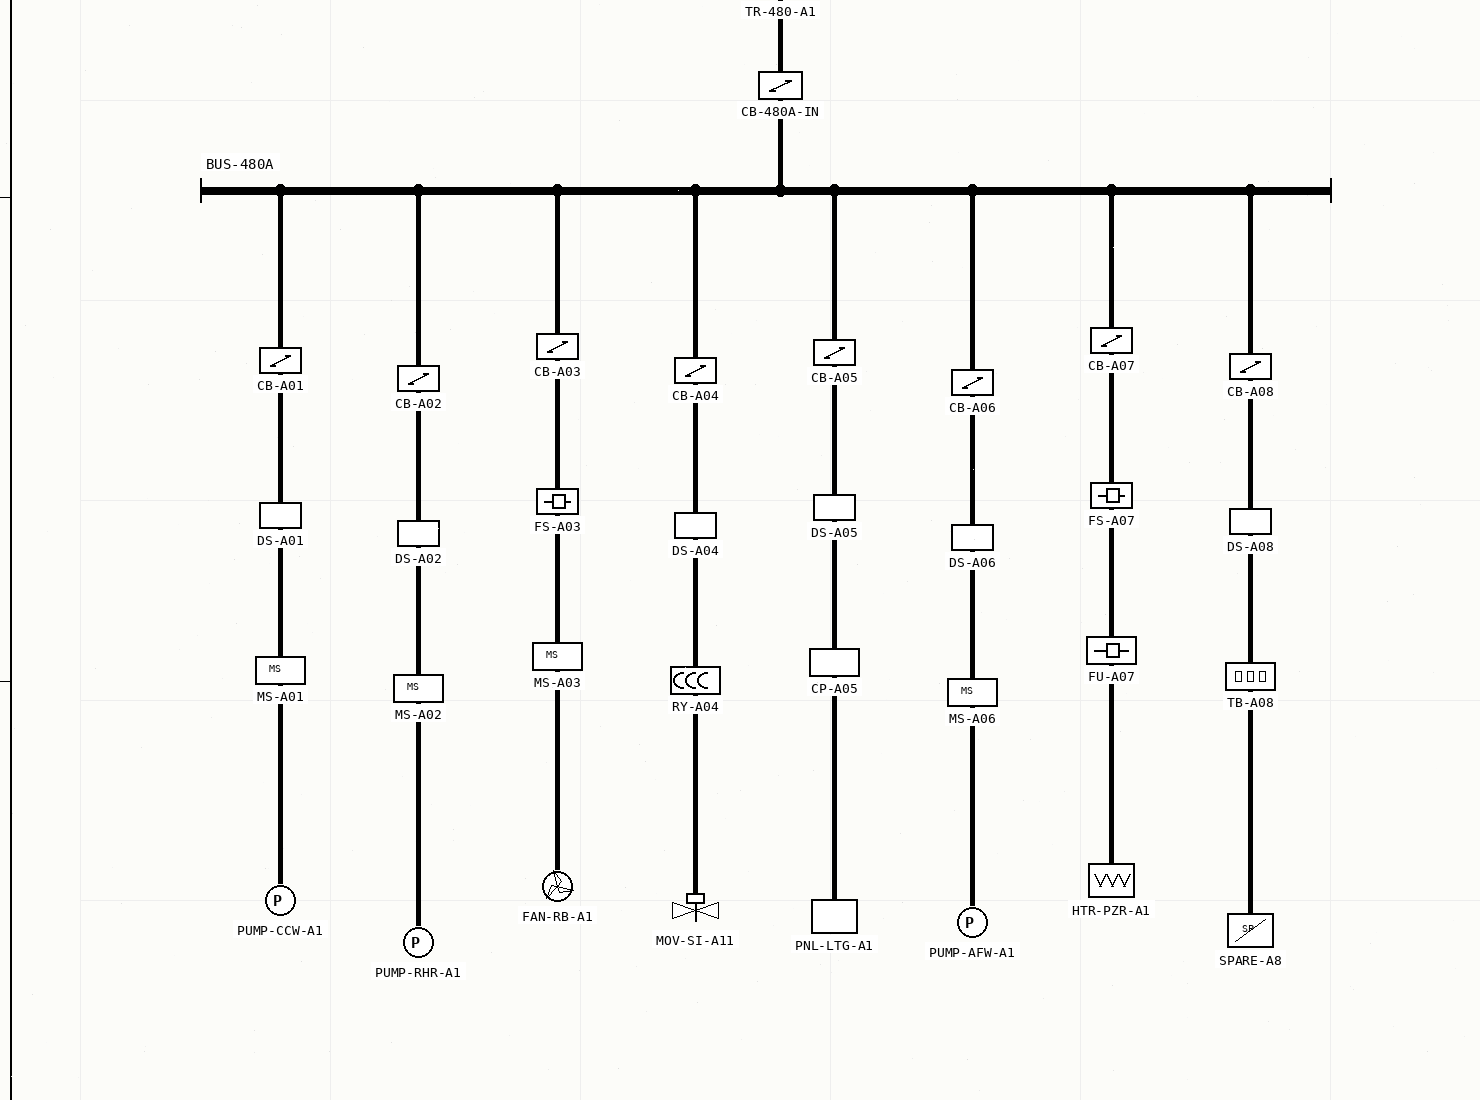 TR-480-A1
CB-480A-IN
BUS-480A
CB-A01
CB-A02
CB-A03
CB-A04
CB-A05
CB-A06
CB-A07
CB-A08
DS-A01
DS-A02
FS-A03
DS-A04
DS-A05
DS-A06
FS-A07
DS-A08
MS
MS-A01
MS
MS-A02
MS
MS-A03
RY-A04
CP-A05
MS
MS-A06
FU-A07
TB-A08
P
PUMP-CCW-A1
P
PUMP-RHR-A1
FAN-RB-A1
MOV-SI-A11
PNL-LTG-A1
P
PUMP-AFW-A1
HTR-PZR-A1
SP
SPARE-A8